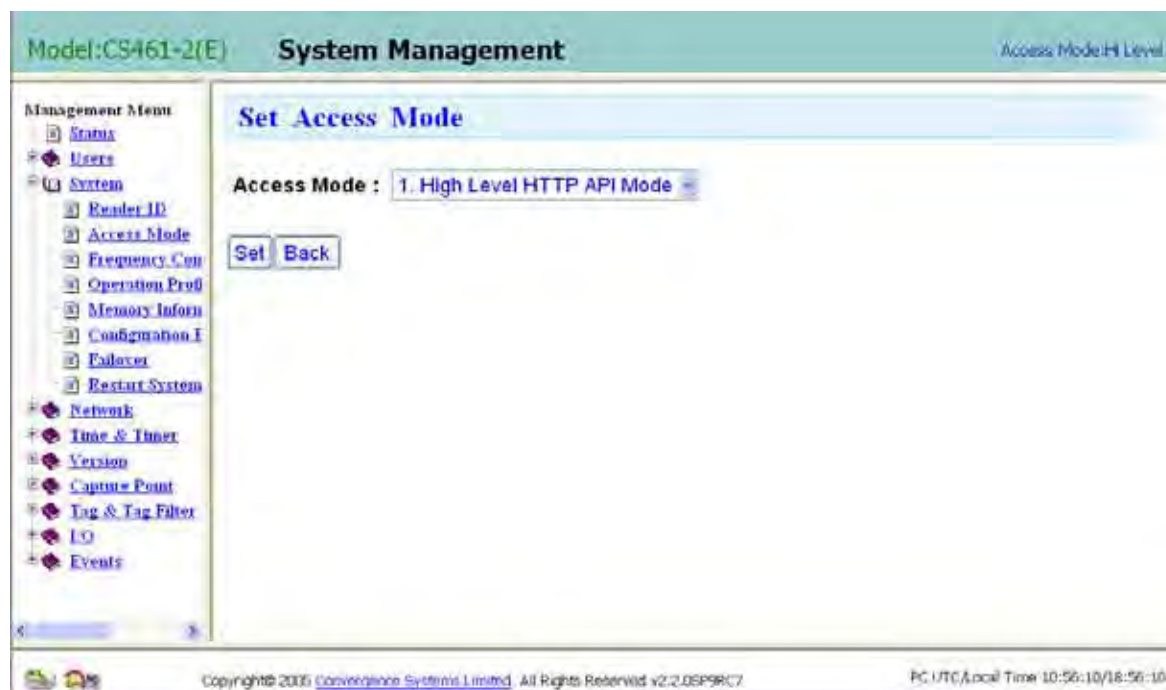 Model:CS461-2(E)
System Management
Access Mode:Hi Level
Management Menu
Status
Users
System
Reader ID
Access Mode
Frequency Con
Operation Profi
Memory Inform
Configuration F
Failover
Restart System
Network
Time & Timer
Version
Capture Point
Tag & Tag Filter
I/O
Events
Set Access Mode
Access Mode : 1. High Level HTTP API Mode
Set Back
Copyright© 2005 Convergence Systems Limited. All Rights Reserved v2.2.0SP9RC7
PC UTC/Local Time 10:56:10/18:56:10